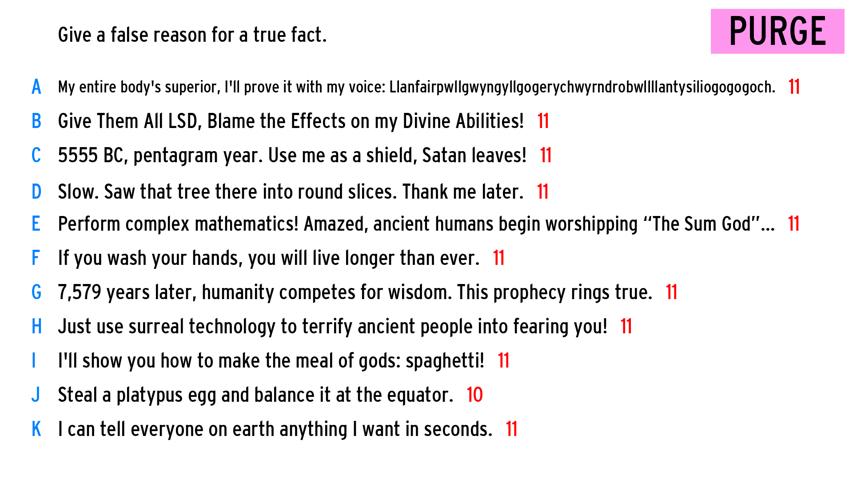 Give a false reason for a true fact.
PURGE
A My entire body's superior, I'll prove it with my voice: Llanfairpwllgwyngyllgogerychwyrndrobwllllantysiliogogogoch. 11
B Give Them All LSD, Blame the Effects on my Divine Abilities! 11
C 5555 BC, pentagram year. Use me as a shield, Satan leaves! 11
D Slow. Saw that tree there into round slices. Thank me later. 11
E Perform complex mathematics! Amazed, ancient humans begin worshipping “The Sum God”... 11
F If you wash your hands, you will live longer than ever. 11
G 7,579 years later, humanity competes for wisdom. This prophecy rings true. 11
H Just use surreal technology to terrify ancient people into fearing you! 11
I I'll show you how to make the meal of gods: spaghetti! 11
J Steal a platypus egg and balance it at the equator. 10
K I can tell everyone on earth anything I want in seconds. 11